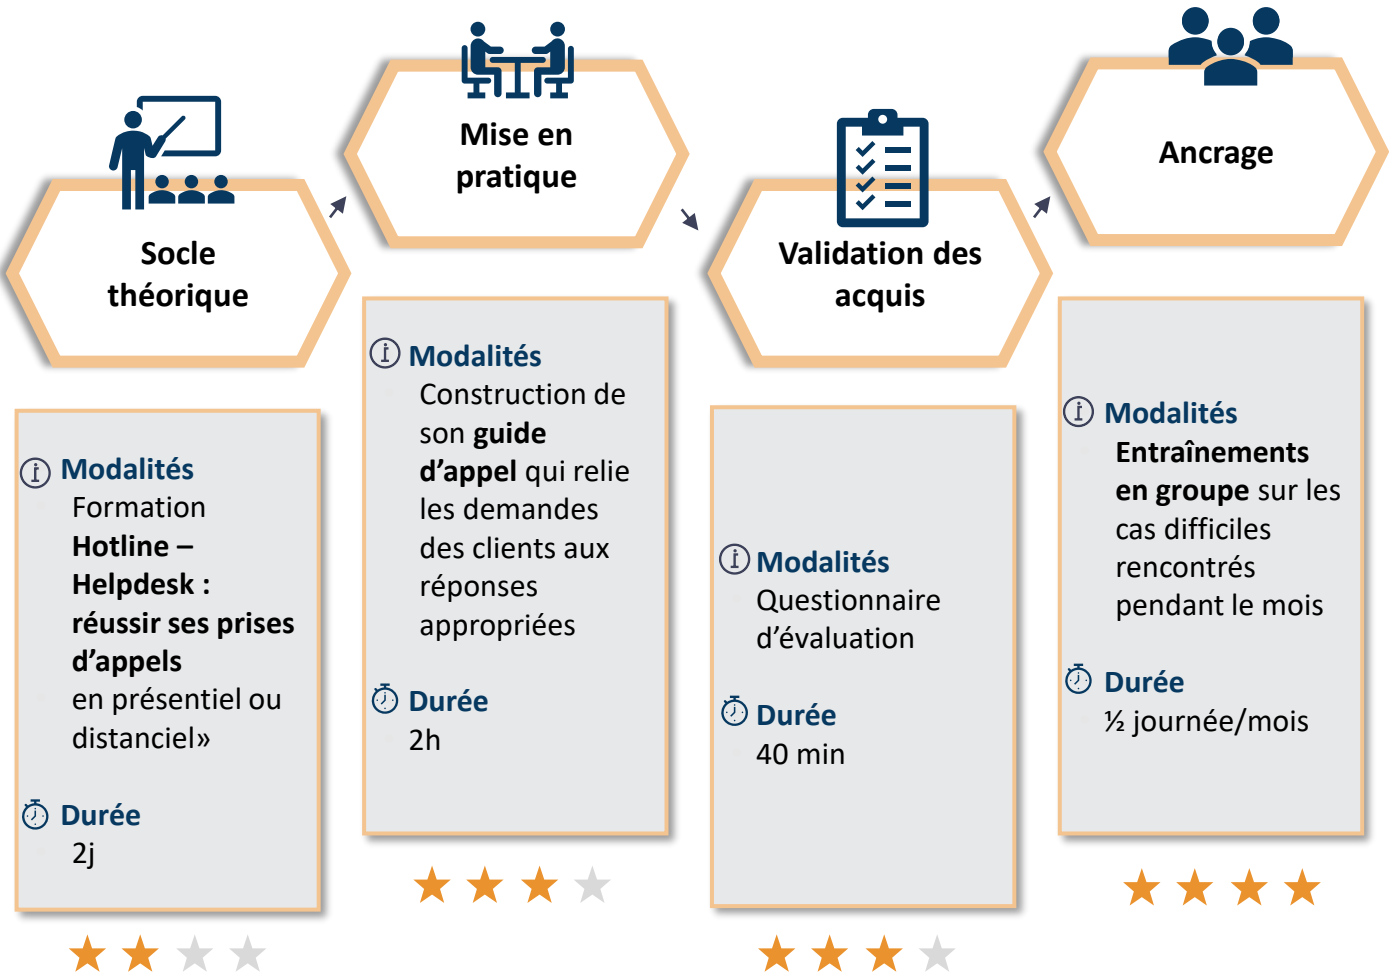 Socle
théorique
Modalités
Formation
Hotline –
Helpdesk :
réussir ses prises
d’appels
en présentiel ou
distanciel»
Durée
2j
Mise en
pratique
Modalités
Construction de
son guide
d’appel qui relie
les demandes
des clients aux
réponses
appropriées
Durée
2h
Validation des
acquis
Modalités
Questionnaire
d’évaluation
Durée
40 min
Ancrage
Modalités
Entraînements
en groupe sur les
cas difficiles
rencontrés
pendant le mois
Durée
½ journée/mois